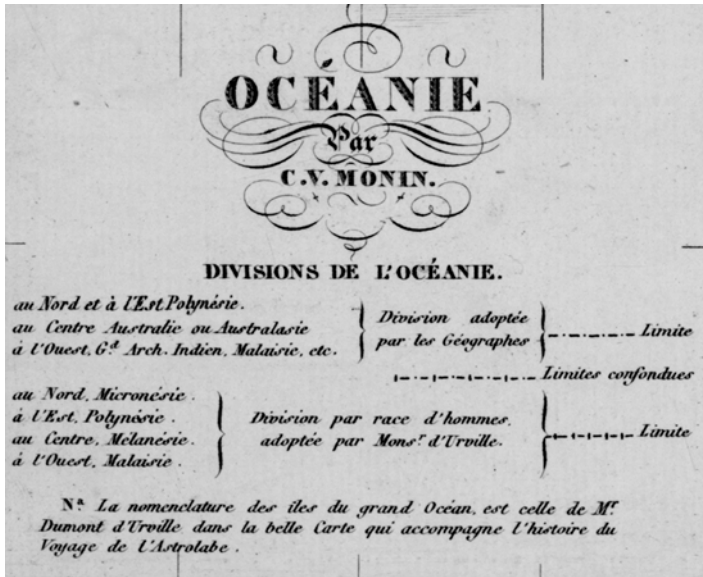 OCÉANIE
Par
C.V. MONIN.
DIVISIONS DE L'OCÉANIE.
au Nord et à l'Est Polynésie.
au Centre Australie ou Australasie
à l'Ouest, Gd Arch. Indien, Malaisie, etc.
Division adoptée
par les Géographes
Limite
Limites confondues
au Nord, Micronésie.
à l'Est, Polynésie.
au Centre, Mélanésie.
à l'Ouest, Malaisie.
Division par race d'hommes,
adoptée par Monsr d'Urville.
Limite
Na La nomenclature des îles du grand Océan, est celle de Mr
Dumont d'Urville dans la belle Carte qui accompagne l'histoire du
Voyage de l'Astrolabe.